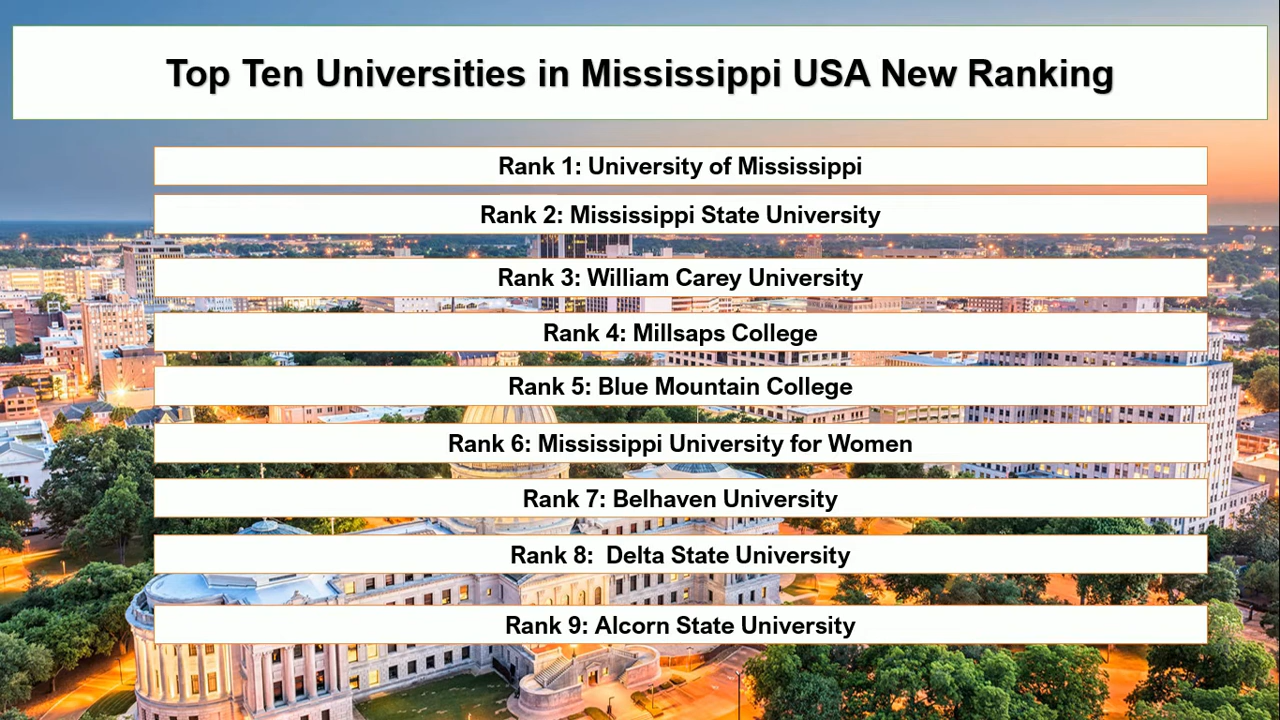 Top Ten Universities in Mississippi USA New Ranking
Rank 1: University of Mississippi
Rank 2: Mississippi State University
Rank 3: William Carey University
Rank 4: Millsaps College
Rank 5: Blue Mountain College
Rank 6: Mississippi University for Women
Rank 7: Belhaven University
Rank 8:  Delta State University
Rank 9: Alcorn State University